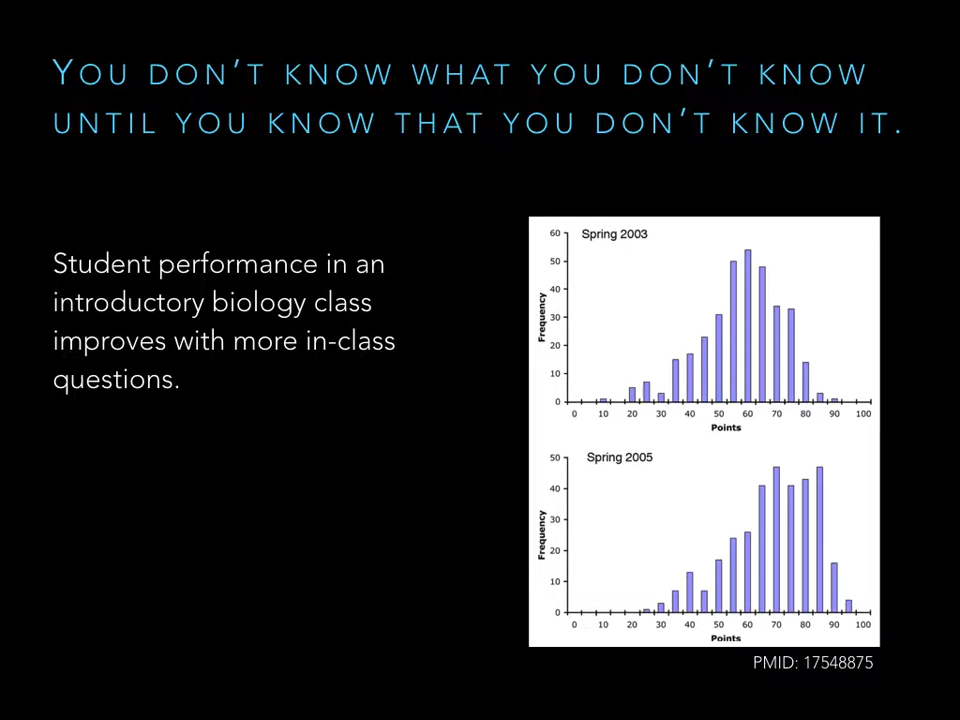 You don’t know what you don’t know
until you know that you don’t know it.
Student performance in an
introductory biology class
improves with more in-class
questions.
Spring 2003
Frequency
60
50
40
30
20
10
0
0 10 20 30 40 50 60 70 80 90 100
Points
Spring 2005
Frequency
50
40
30
20
10
0
0 10 20 30 40 50 60 70 80 90 100
Points
PMID: 17548875